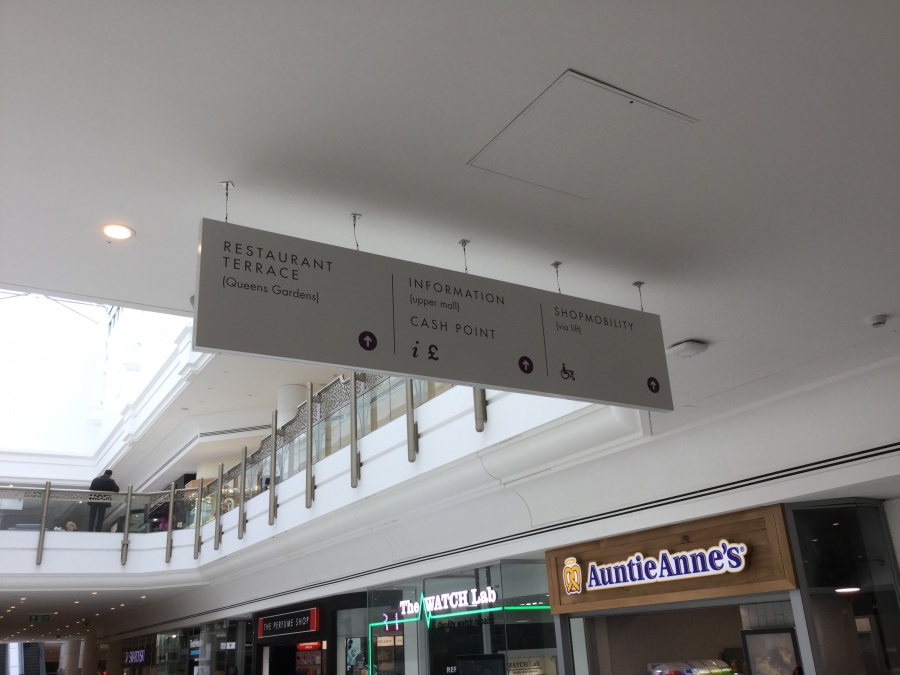 RESTAURANT
TERRACE
(Queens Gardens)
INFORMATION
(upper mall)
CASH POINT
i £
SHOPMOBILITY
(via lift)
AuntieAnne's
The WATCH Lab
THE PERFUME SHOP